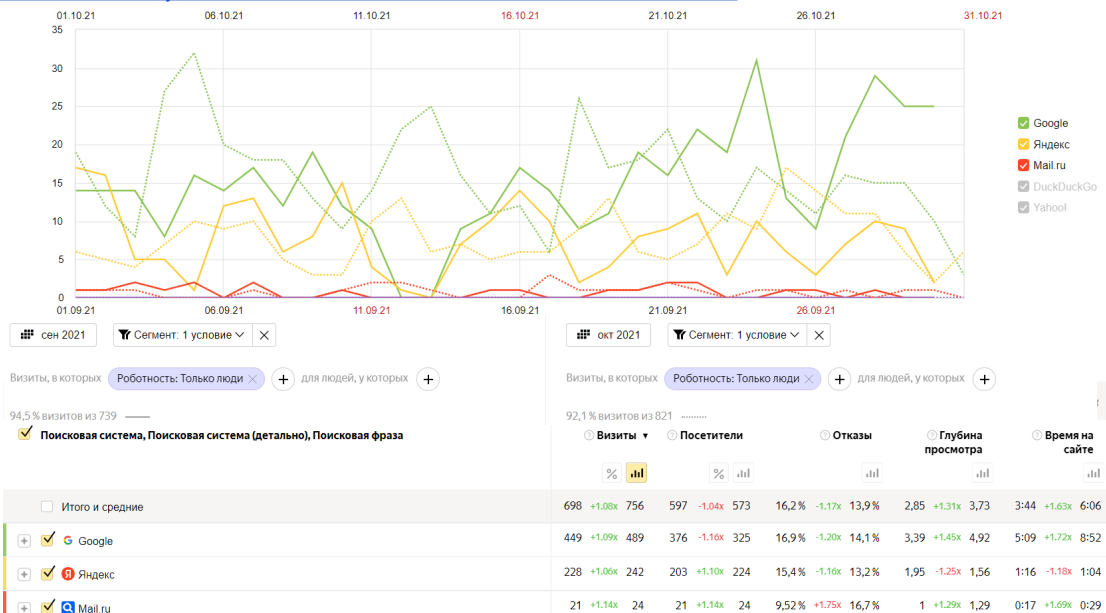 01.10.21 06.10.21 11.10.21 16.10.21 21.10.21 26.10.21 31.10.21
35
30
25
20
15
10
5
0
Google
Яндекс
Mail.ru
DuckDuckGo
Yahoo!
01.09.21 06.09.21 11.09.21 16.09.21 21.09.21 26.09.21
сен 2021 Сегмент: 1 условие
окт 2021 Сегмент: 1 условие
Визиты, в которых Роботность: Только люди + для людей, у которых +
Визиты, в которых Роботность: Только люди + для людей, у которых +
94,5 % визитов из 739
92,1 % визитов из 821
Поисковая система, Поисковая система (детально), Поисковая фраза
Визиты ▼ Посетители Отказы Глубина просмотра Время на сайте
% %
Итого и средние 698 +1.08x 756 597 -1.04x 573 16,2 % -1.17x 13,9 % 2,85 +1.31x 3,73 3:44 +1.63x 6:06
Google 449 +1.09x 489 376 -1.16x 325 16,9 % -1.20x 14,1 % 3,39 +1.45x 4,92 5:09 +1.72x 8:52
Яндекс 228 +1.06x 242 203 +1.10x 224 15,4 % -1.16x 13,2 % 1,95 -1.25x 1,56 1:16 -1.18x 1:04
Mail.ru 21 +1.14x 24 21 +1.14x 24 9,52 % +1.75x 16,7 % 1 +1.29x 1,29 0:17 +1.69x 0:29